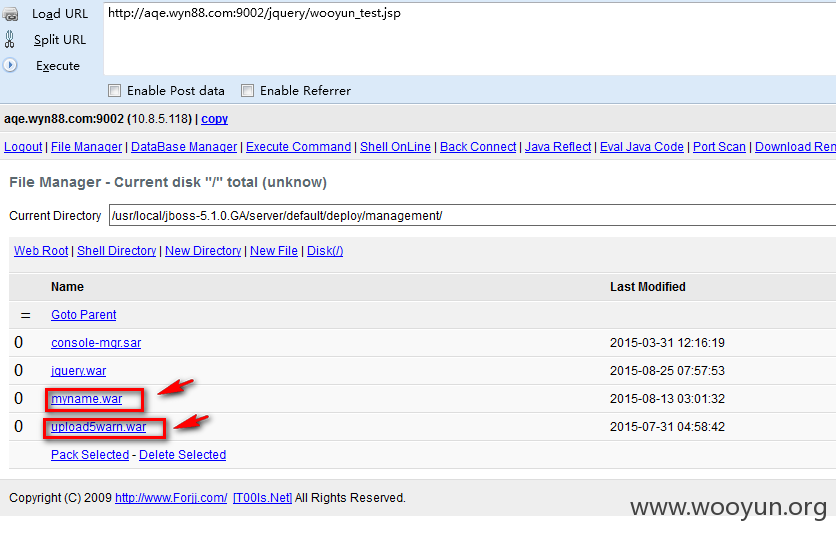 Load URL
http://aqe.wyn88.com:9002/jquery/wooyun_test.jsp
Split URL
Execute
Enable Post data Enable Referrer
aqe.wyn88.com:9002 (10.8.5.118) | copy
Logout | File Manager | DataBase Manager | Execute Command | Shell OnLine | Back Connect | Java Reflect | Eval Java Code | Port Scan | Download Rem
File Manager - Current disk "/" total (unknow)
Current Directory /usr/local/jboss-5.1.0.GA/server/default/deploy/management/
Web Root | Shell Directory | New Directory | New File | Disk(/)
Name Last Modified
= Goto Parent
0 console-mgr.sar 2015-03-31 12:16:19
0 jquery.war 2015-08-25 07:57:53
0 myname.war 2015-08-13 03:01:32
0 upload5warn.war 2015-07-31 04:58:42
Pack Selected - Delete Selected
Copyright (C) 2009 http://www.Forjj.com/ [T00ls.Net] All Rights Reserved.
www.wooyun.org